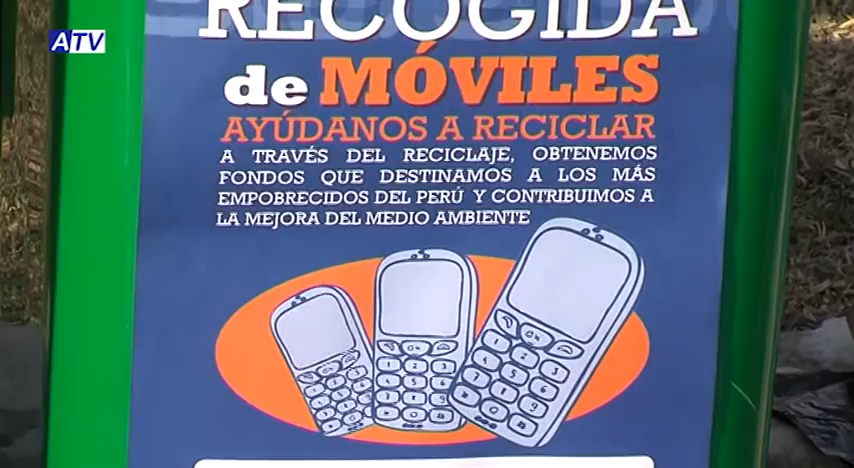 ATV
RECOGIDA
de MÓVILES
AYÚDANOS A RECICLAR
A TRAVÉS DEL RECICLAJE, OBTENEMOS
FONDOS QUE DESTINAMOS A LOS MÁS
EMPOBRECIDOS DEL PERÚ Y CONTRIBUIMOS A
LA MEJORA DEL MEDIO AMBIENTE